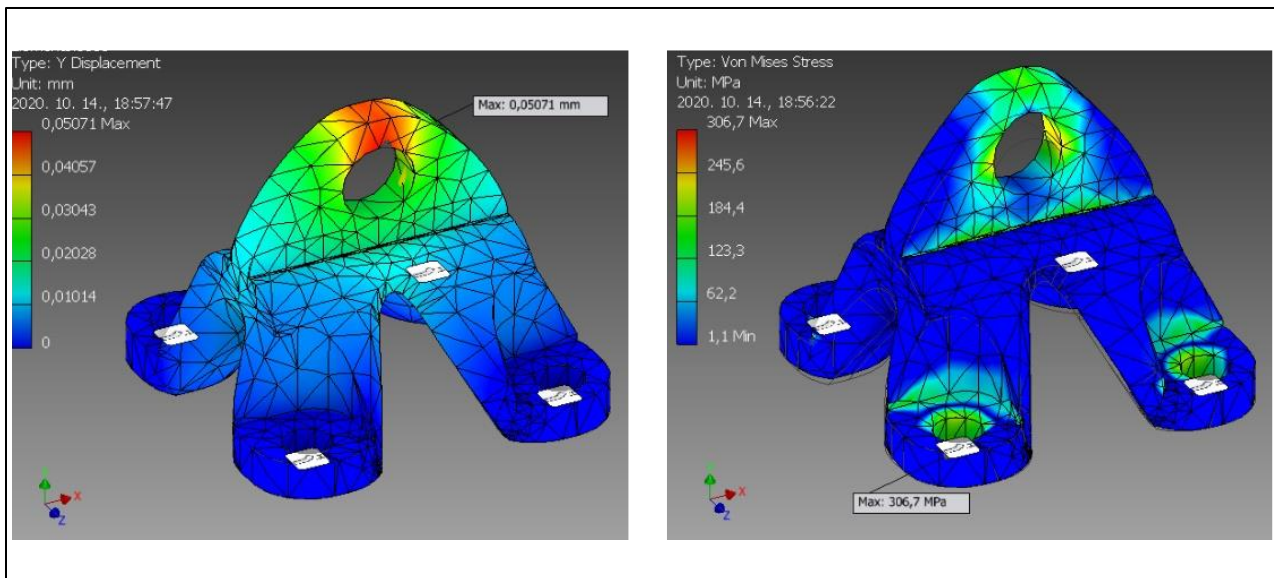 Type: Y Displacement
Unit: mm
2020. 10. 14., 18:57:47
0,05071 Max
0,04057
0,03043
0,02028
0,01014
0
Max: 0,05071 mm
X
Z
Type: Von Mises Stress
Unit: MPa
2020. 10. 14., 18:56:22
306,7 Max
245,6
184,4
123,3
62,2
1,1 Min
Max: 306,7 MPa
X
Z